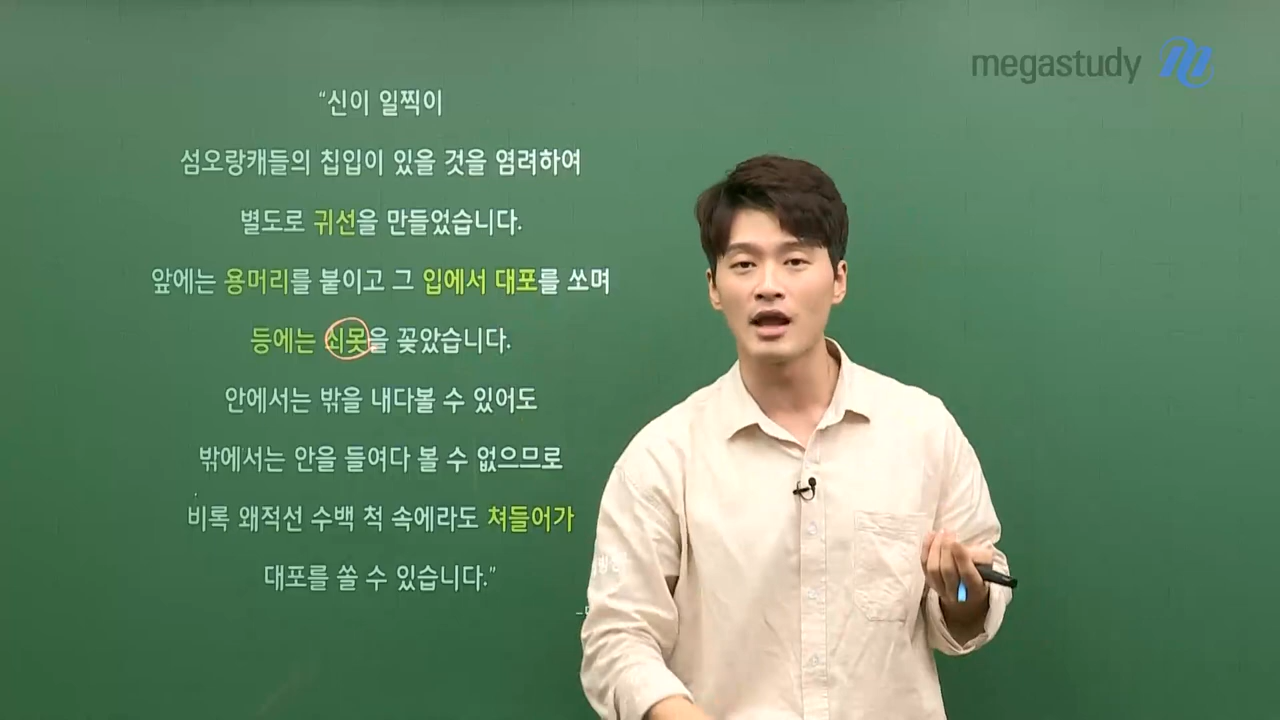 megastudy
"신이 일찍이
섬오랑캐들의 칩입이 있을 것을 염려하여
별도로 귀선을 만들었습니다.
앞에는 용머리를 붙이고 그 입에서 대포를 쏘며
등에는 쇠못을 꽂았습니다.
안에서는 밖을 내다볼 수 있어도
밖에서는 안을 들여다 볼 수 없으므로
비록 왜적선 수백 척 속에라도 쳐들어가
대포를 쏠 수 있습니다."